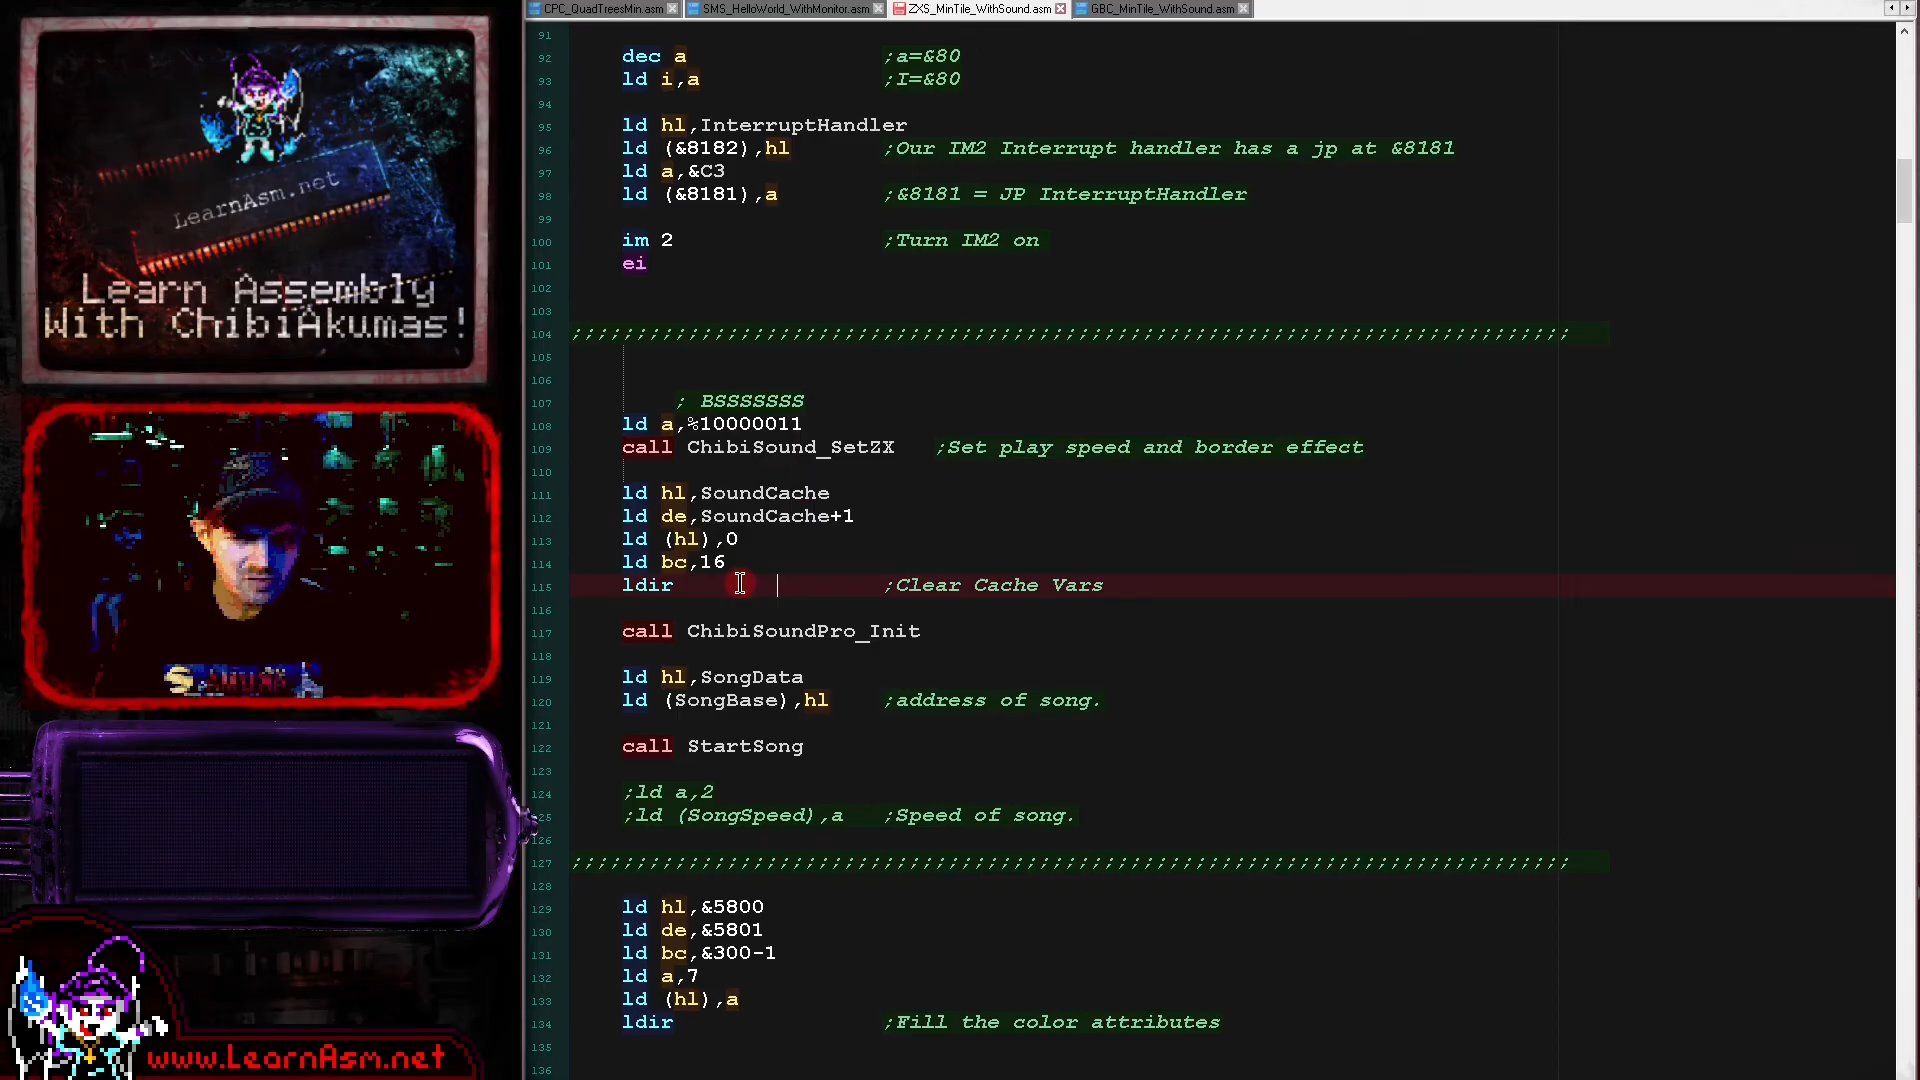 CPC_QuadTreesMin.asm
SMS_HelloWorld_WithMonitor.asm
ZXS_MinTile_WithSound.asm
GBC_MinTile_WithSound.asm
LearnAsm.net
Learn Assembly
With ChibiAkumas!
www.LearnAsm.net
91
92 dec a ;a=&80
93 ld i,a ;I=&80
94
95 ld hl,InterruptHandler
96 ld (&8182),hl ;Our IM2 Interrupt handler has a jp at &8181
97 ld a,&C3
98 ld (&8181),a ;&8181 = JP InterruptHandler
99
100 im 2 ;Turn IM2 on
101 ei
102
103
104 ;;;;;;;;;;;;;;;;;;;;;;;;;;;;;;;;;;;;;;;;;;;;;;;;;;;;;;;;;;;;;;;;;;;;;;;;;;;;;
105
106
107 ; BSSSSSSS
108 ld a,%10000011
109 call ChibiSound_SetZX ;Set play speed and border effect
110
111 ld hl,SoundCache
112 ld de,SoundCache+1
113 ld (hl),0
114 ld bc,16
115 ldir ;Clear Cache Vars
116
117 call ChibiSoundPro_Init
118
119 ld hl,SongData
120 ld (SongBase),hl ;address of song.
121
122 call StartSong
123
124 ;ld a,2
125 ;ld (SongSpeed),a ;Speed of song.
126
127 ;;;;;;;;;;;;;;;;;;;;;;;;;;;;;;;;;;;;;;;;;;;;;;;;;;;;;;;;;;;;;;;;;;;;;;;;;;;;;
128
129 ld hl,&5800
130 ld de,&5801
131 ld bc,&300-1
132 ld a,7
133 ld (hl),a
134 ldir ;Fill the color attributes
135
136